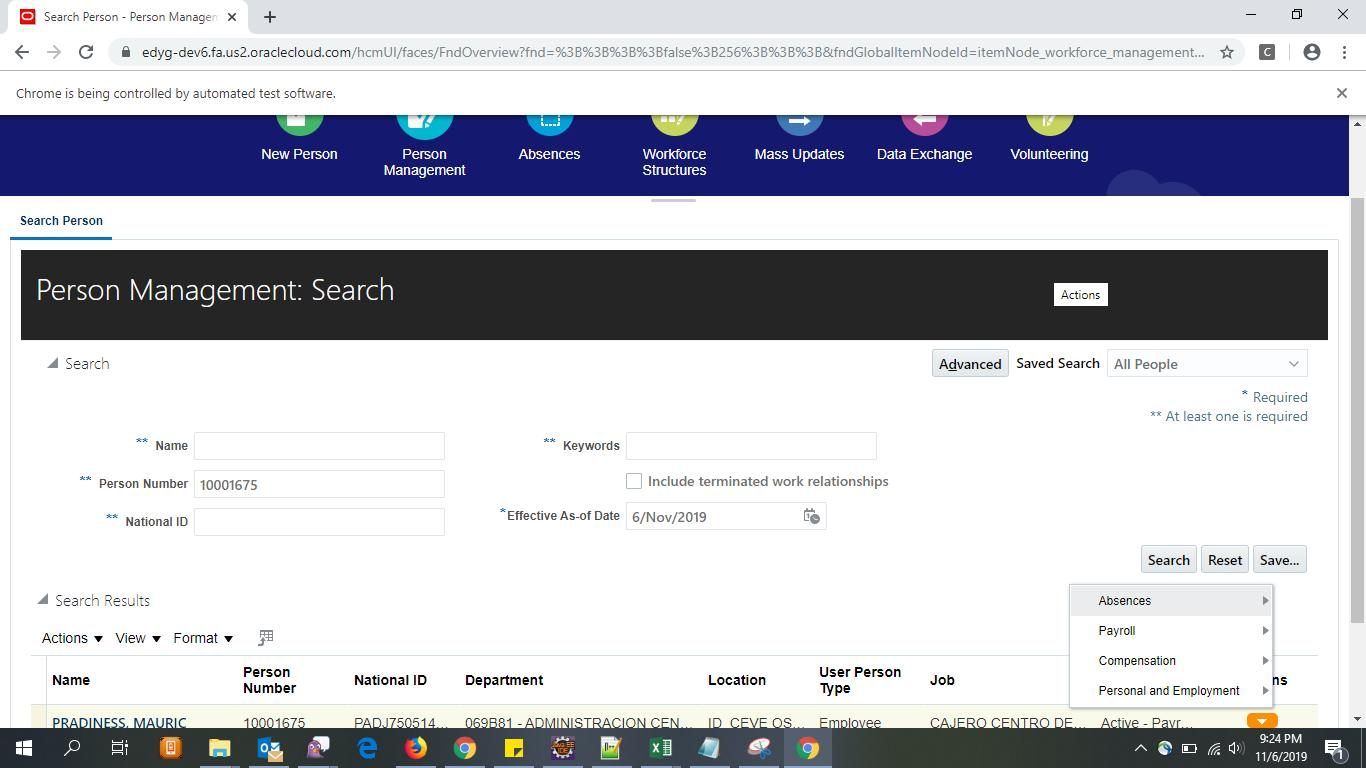 Search Person - Person Managem
edyg-dev6.fa.us2.oraclecloud.com/hcmUI/faces/FndOverview?fnd=%3B%3B%3B%3Bfalse%3B256%3B%3B%3B&fndGlobalItemNodeId=itemNode_workforce_management...
C
Chrome is being controlled by automated test software.
New Person
Person Management
Absences
Workforce Structures
Mass Updates
Data Exchange
Volunteering
Search Person
Person Management: Search
Actions
Search
Advanced Saved Search All People
* Required
** At least one is required
** Name
** Keywords
** Person Number 10001675
Include terminated work relationships
** National ID
*Effective As-of Date 6/Nov/2019
Search Reset Save...
Absences
Payroll
Compensation
Personal and Employment
Search Results
Actions View Format
Name Person Number National ID Department Location User Person Type Job ns
PRADINESS, MAURIC 10001675 PADJ750514... 069B81 - ADMINISTRACION CEN... ID CEVE OS... Employee CAJERO CENTRO DE... Active - Payr...
9:24 PM
11/6/2019
1